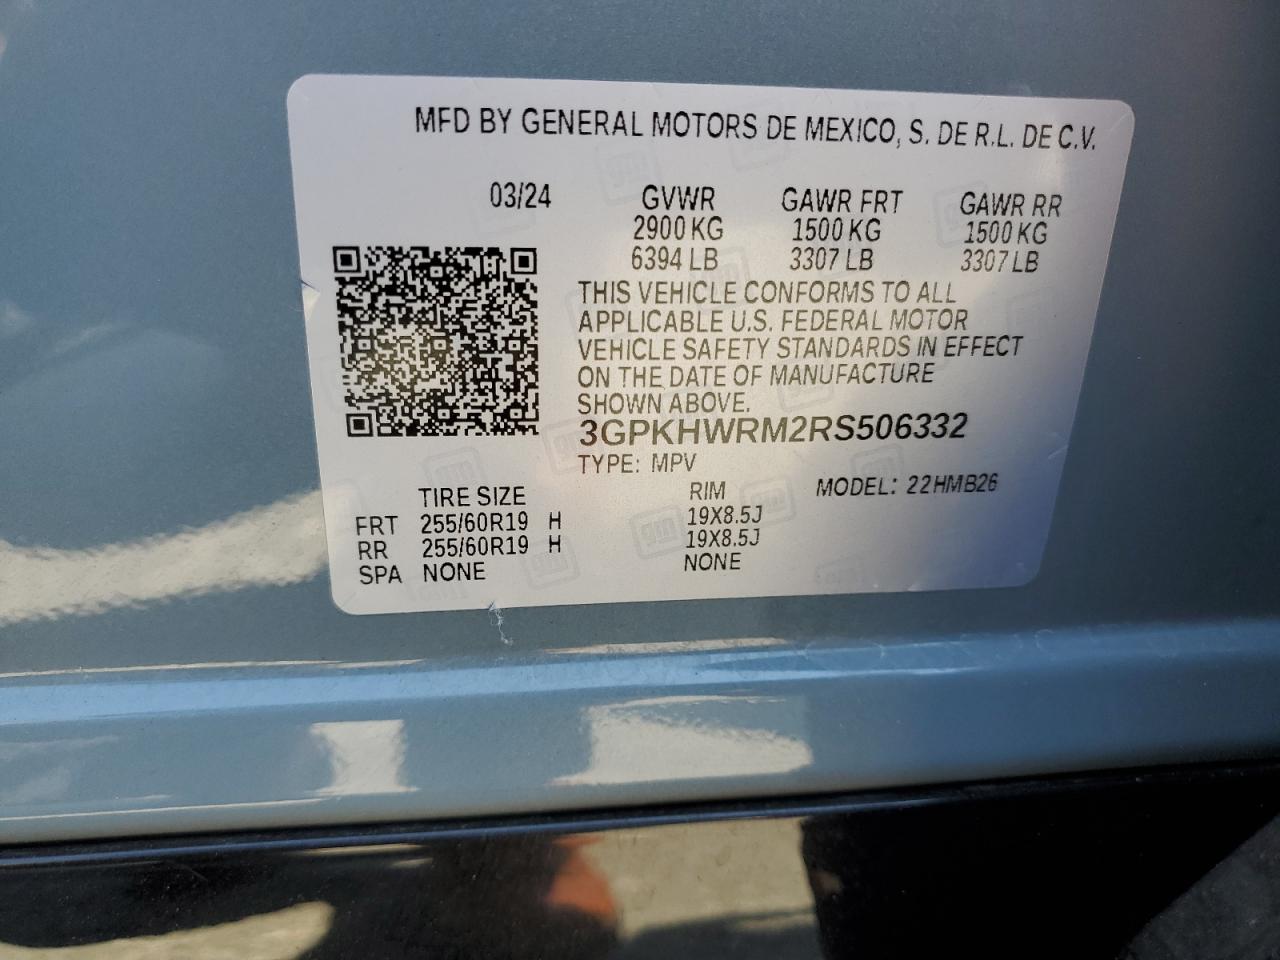 MFD BY GENERAL MOTORS DE MEXICO, S. DE R.L. DE C.V.
03/24 GVWR GAWR FRT GAWR RR
2900 KG 1500 KG 1500 KG
6394 LB 3307 LB 3307 LB
THIS VEHICLE CONFORMS TO ALL
APPLICABLE U.S. FEDERAL MOTOR
VEHICLE SAFETY STANDARDS IN EFFECT
ON THE DATE OF MANUFACTURE
SHOWN ABOVE.
3GPKHWRM2RS506332
TYPE: MPV MODEL: 22HMB26
TIRE SIZE RIM
FRT 255/60R19 H 19X8.5J
RR 255/60R19 H 19X8.5J
SPA NONE NONE